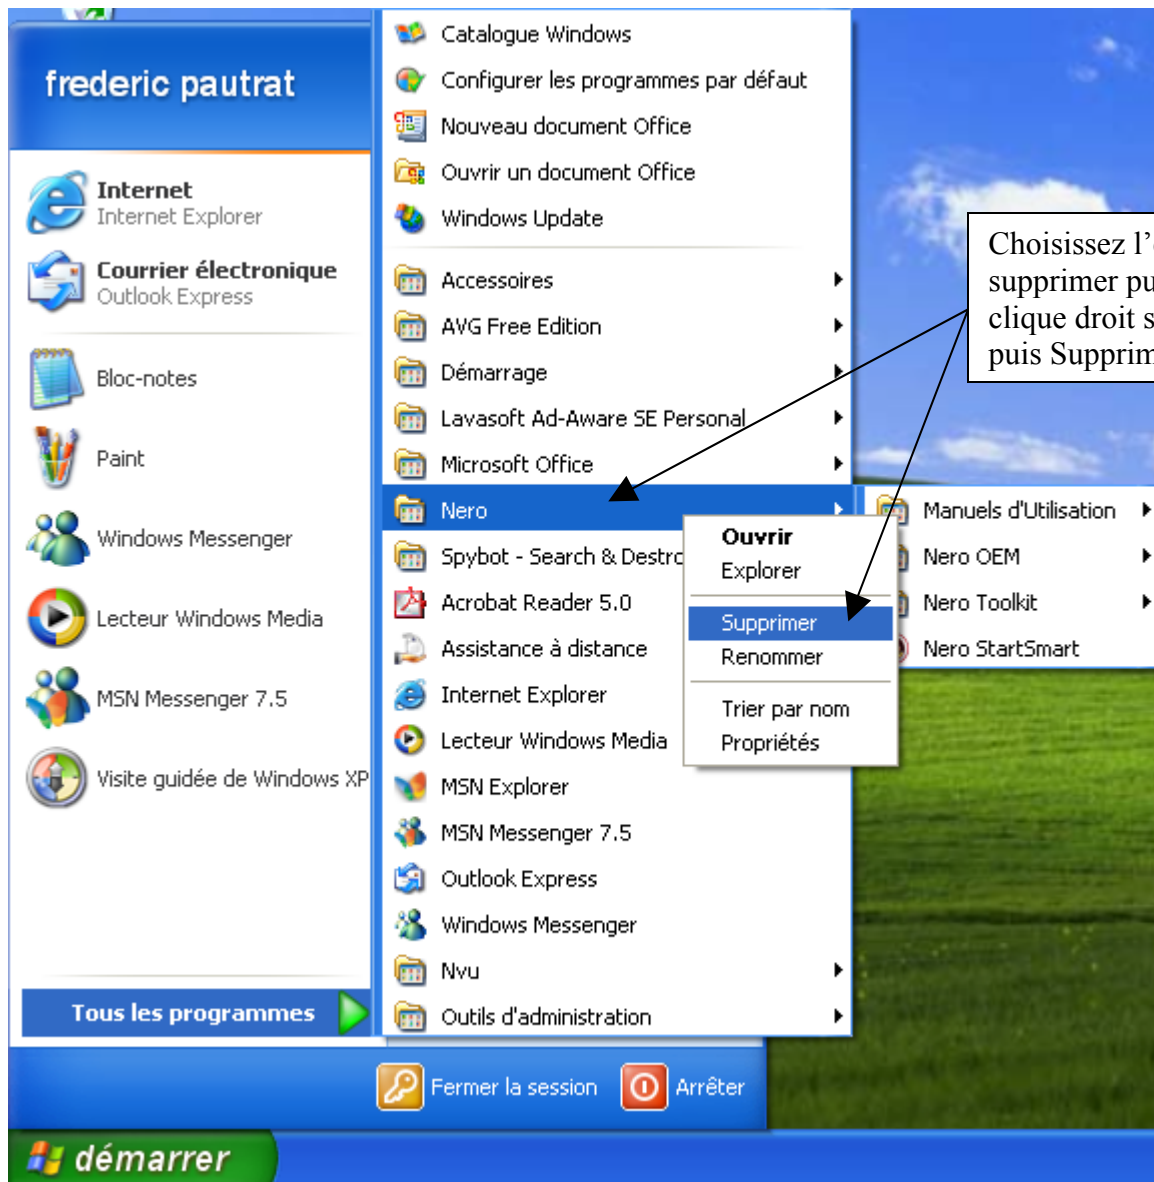 frederic pautrat
Internet
Internet Explorer
Courrier électronique
Outlook Express
Bloc-notes
Paint
Windows Messenger
Lecteur Windows Media
MSN Messenger 7.5
Visite guidée de Windows XP
Tous les programmes
Catalogue Windows
Configurer les programmes par défaut
Nouveau document Office
Ouvrir un document Office
Windows Update
Accessoires
AVG Free Edition
Démarrage
Lavasoft Ad-Aware SE Personal
Microsoft Office
Nero
Spybot - Search &
Acrobat Reader 5.0
Assistance à distance
Internet Explorer
Lecteur Windows Media
MSN Explorer
MSN Messenger 7.5
Outlook Express
Windows Messenger
Nvu
Outils d'administration
Ouvrir
Explorer
Supprimer
Renommer
Trier par nom
Propriétés
Manuels d'Utilisation
Nero OEM
Nero Toolkit
Nero StartSmart
Choisissez
supprimer
clique droit
puis
Fermer la session
Arrêter
démarrer